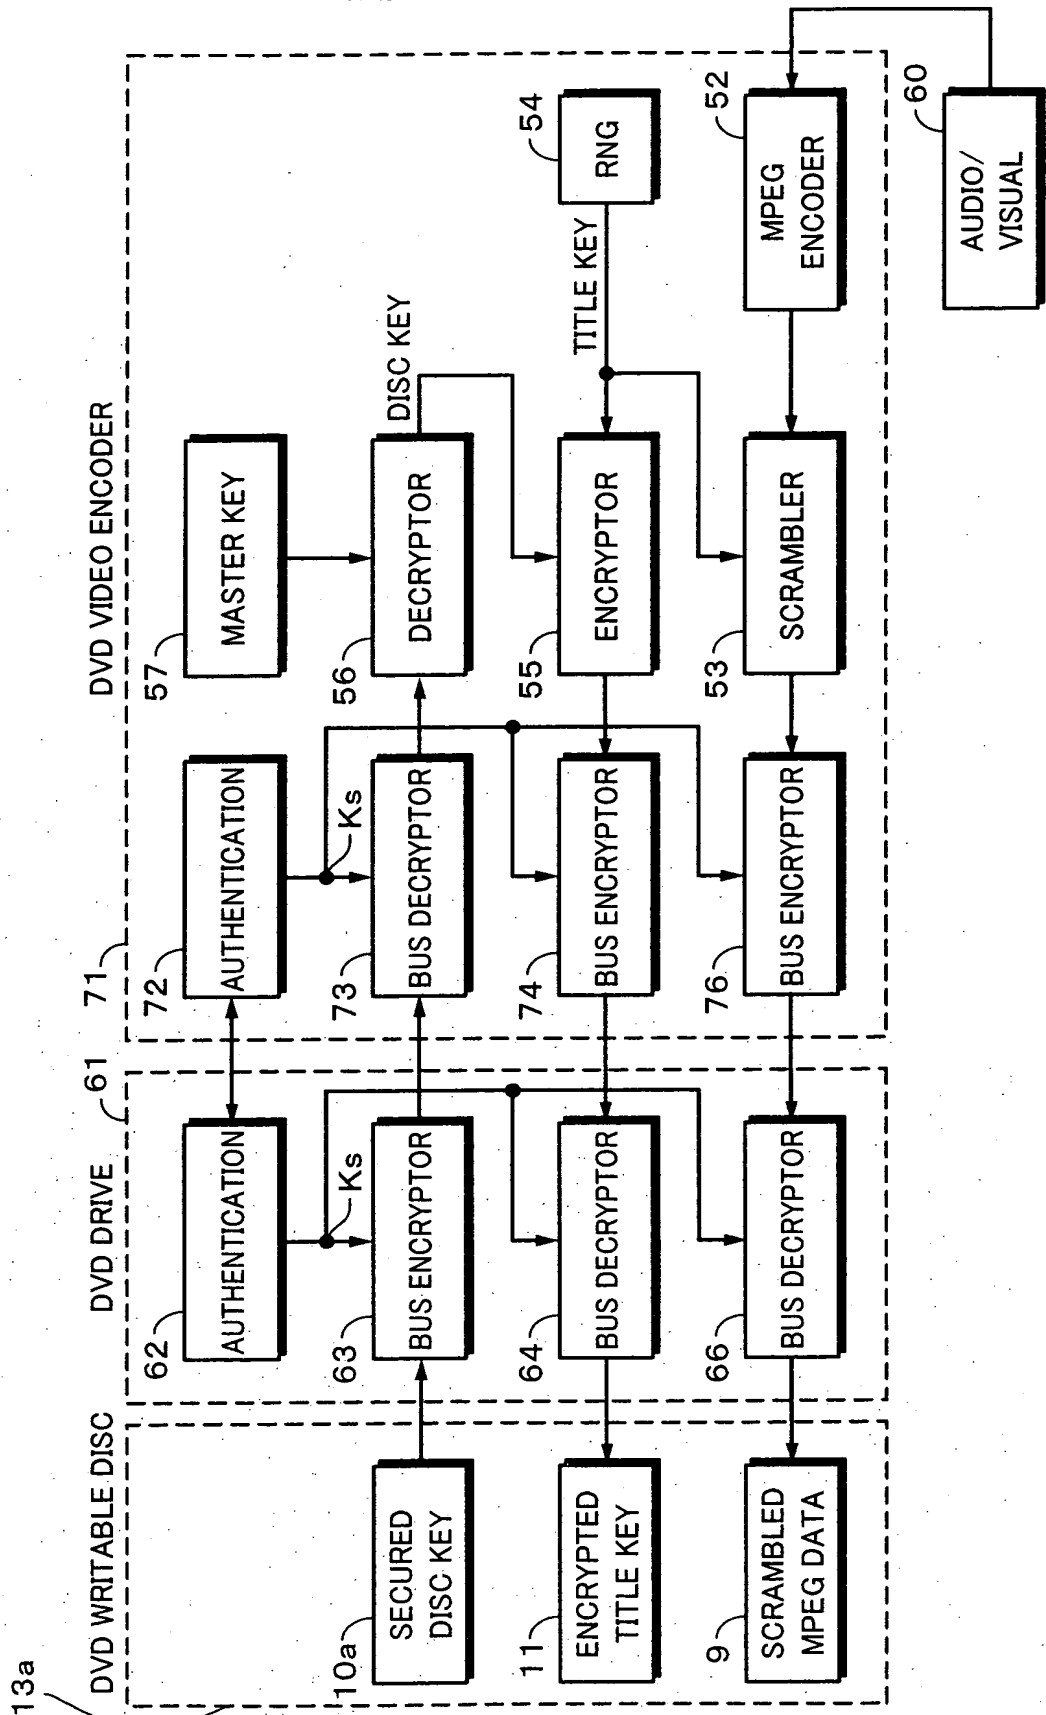 13a
DVD WRITABLE DISC
10a
SECURED
DISC KEY
11
ENCRYPTED
TITLE KEY
9
SCRAMBLED
MPEG DATA
DVD DRIVE
61
62
AUTHENTICATION
Ks
63
BUS ENCRYPTOR
64
BUS DECRYPTOR
66
BUS DECRYPTOR
DVD VIDEO ENCODER
71
72
AUTHENTICATION
Ks
73
BUS DECRYPTOR
74
BUS ENCRYPTOR
76
BUS ENCRYPTOR
57
MASTER KEY
56
DECRYPTOR
DISC KEY
55
ENCRYPTOR
TITLE KEY
53
SCRAMBLER
54
RNG
52
MPEG
ENCODER
60
AUDIO/
VISUAL